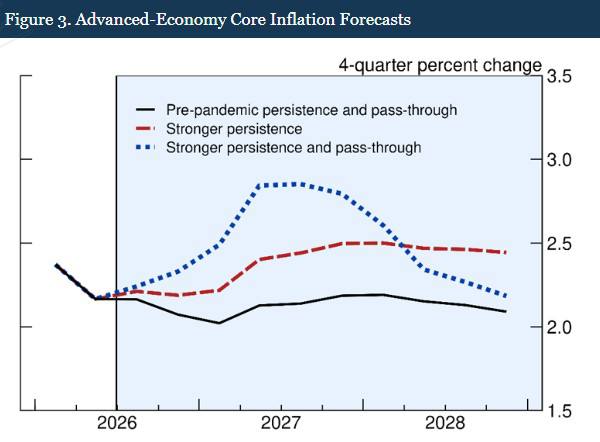 Figure 3. Advanced-Economy Core Inflation Forecasts
4-quarter percent change
3.5
Pre-pandemic persistence and pass-through
Stronger persistence
Stronger persistence and pass-through
3.0
2.5
2.0
1.5
2026 2027 2028